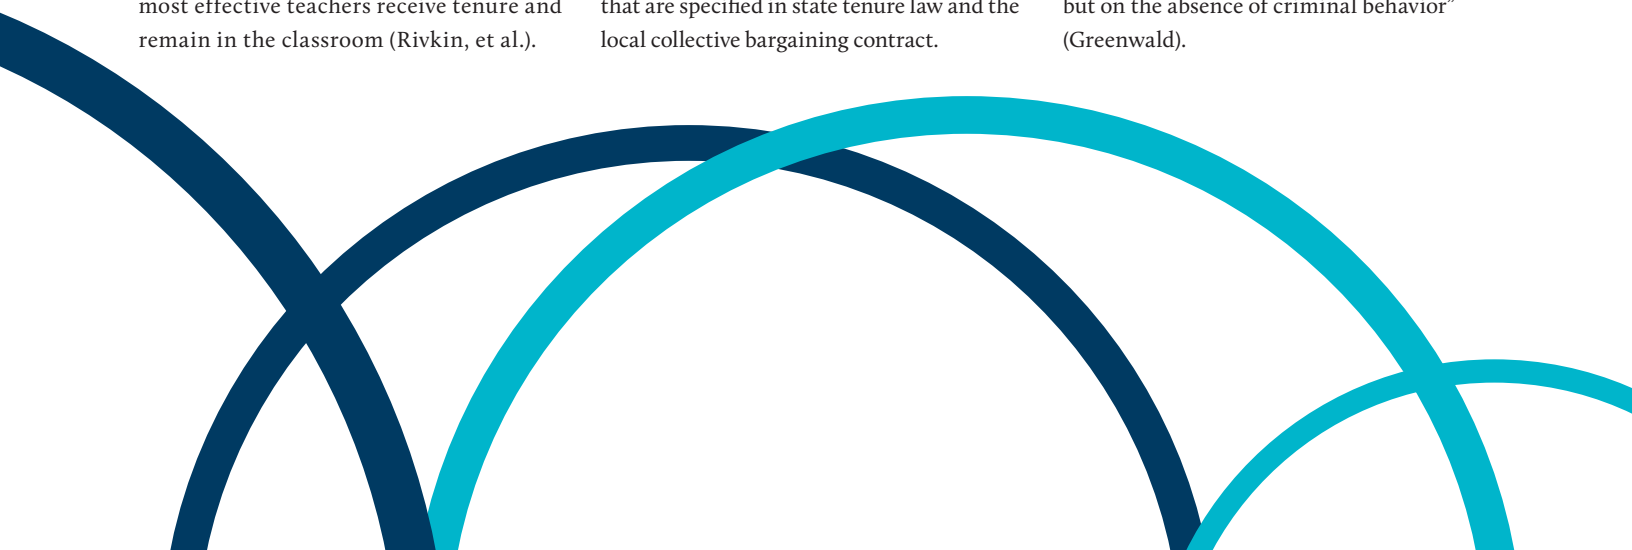 most effective teachers receive tenure and
remain in the classroom (Rivkin, et al.).
that are specified in state tenure law and the
local collective bargaining contract.
but on the absence of criminal behavior”
(Greenwald).